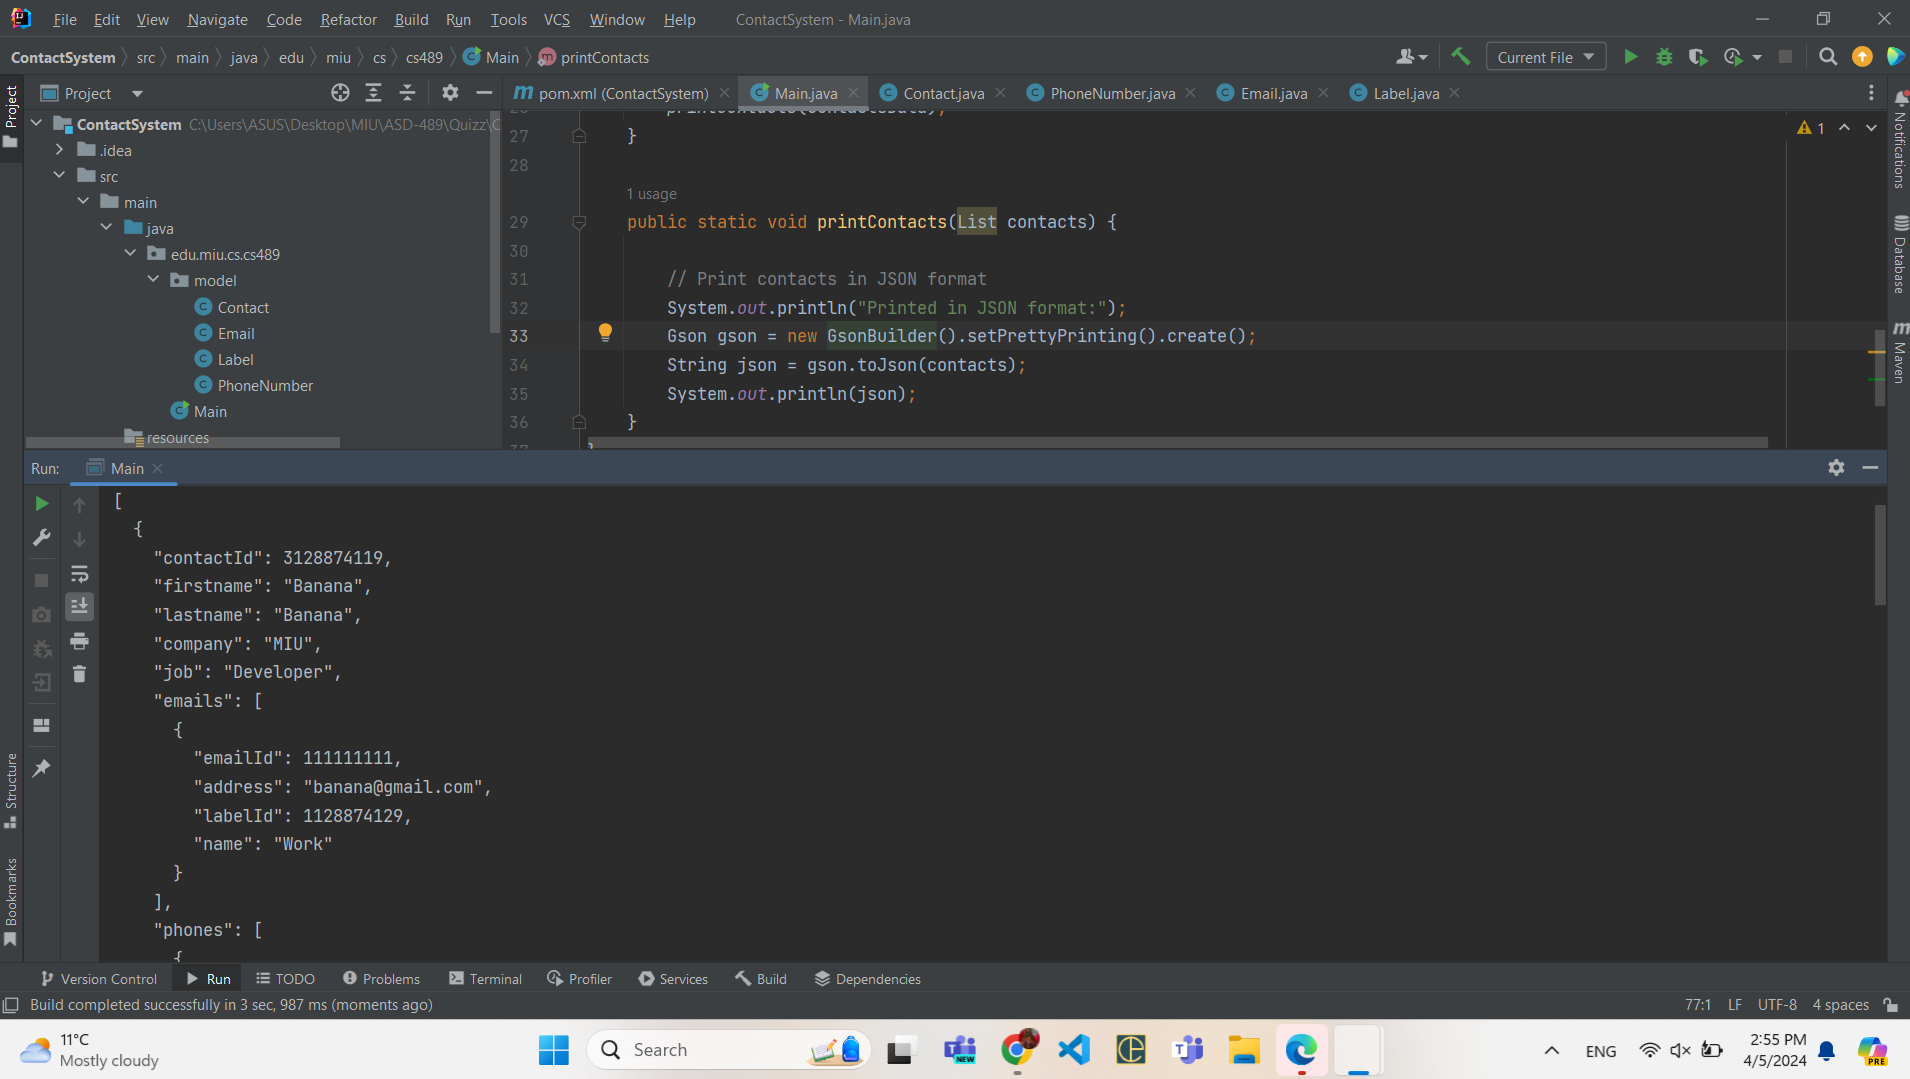 File Edit View Navigate Code Refactor Build Run Tools VCS Window Help ContactSystem - Main.java
ContactSystem src main java edu miu cs cs489 Main printContacts Current File
Project
Project
pom.xml (ContactSystem) Main.java Contact.java PhoneNumber.java Email.java Label.java
ContactSystem C:\Users\ASUS\Desktop\MIU\ASD-489\Quizz\C
.idea
src
main
java
edu.miu.cs.cs489
model
Contact
Email
Label
PhoneNumber
Main
resources
27 }
28
1 usage
29 public static void printContacts(List contacts) {
30
31 // Print contacts in JSON format
32 System.out.println("Printed in JSON format:");
33 Gson gson = new GsonBuilder().setPrettyPrinting().create();
34 String json = gson.toJson(contacts);
35 System.out.println(json);
36 }
1
Notifications
Database
Maven
Run: Main
[
{
"contactId": 3128874119,
"firstname": "Banana",
"lastname": "Banana",
"company": "MIU",
"job": "Developer",
"emails": [
{
"emailId": 111111111,
"address": "banana@gmail.com",
"labelId": 1128874129,
"name": "Work"
}
],
"phones": [
{
Structure
Bookmarks
Version Control Run TODO Problems Terminal Profiler Services Build Dependencies
Build completed successfully in 3 sec, 987 ms (moments ago) 77:1 LF UTF-8 4 spaces
11°C
Mostly cloudy
Search
NEW
ENG
2:55 PM
4/5/2024
PRE